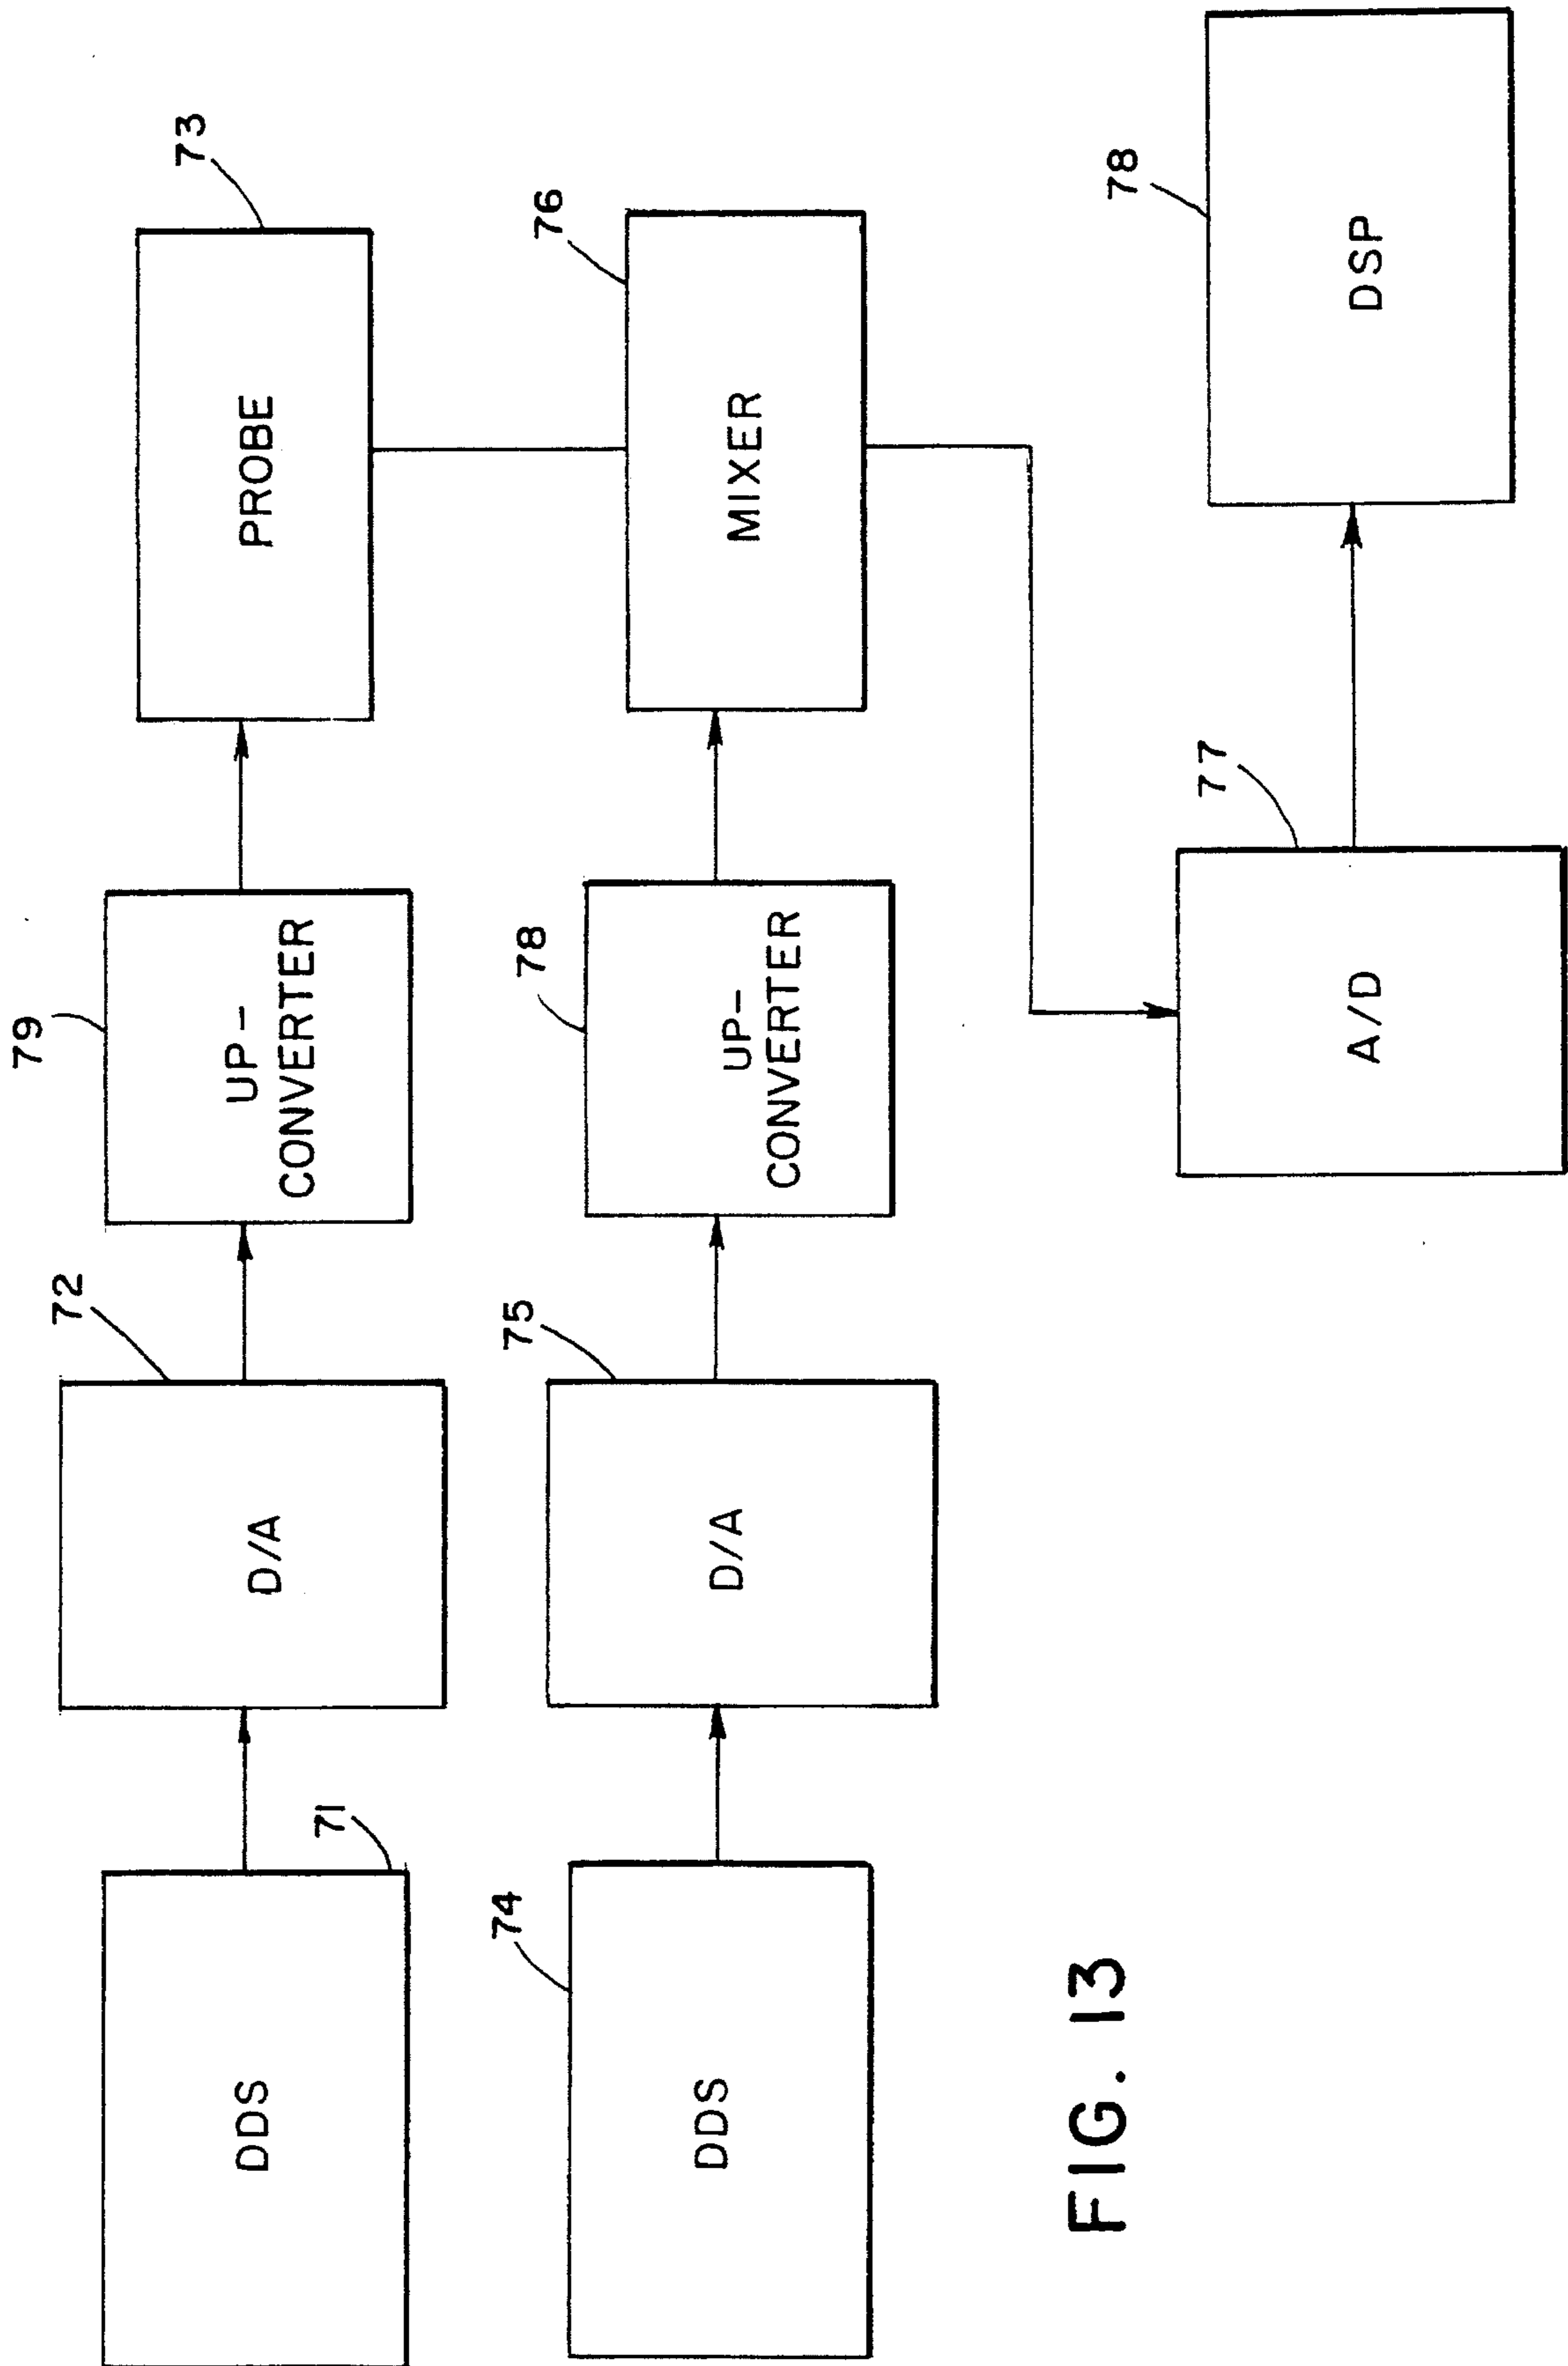 71
DDS
72
D/A
79
UP-
CONVERTER
73
PROBE
74
DDS
75
D/A
78
UP-
CONVERTER
76
MIXER
77
A/D
78
DSP
FIG. 13